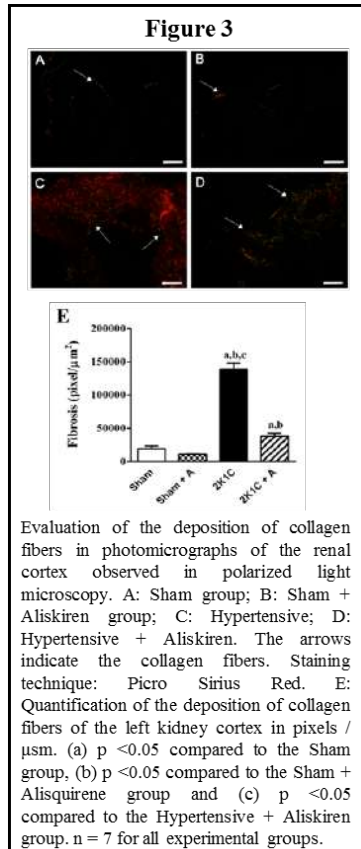 Figure 3
A
B
C
D
E
200000
150000
100000
50000
0
Fibrosis (pixel/µm²)
a,b,c
a,b
Sham
Sham + A
2K1C
2K1C + A
Evaluation of the deposition of collagen
fibers in photomicrographs of the renal
cortex observed in polarized light
microscopy. A: Sham group; B: Sham +
Aliskiren group; C: Hypertensive; D:
Hypertensive + Aliskiren. The arrows
indicate the collagen fibers. Staining
technique: Picro Sirius Red. E:
Quantification of the deposition of collagen
fibers of the left kidney cortex in pixels /
µsm. (a) p <0.05 compared to the Sham
group, (b) p <0.05 compared to the Sham +
Alisquirene group and (c) p <0.05
compared to the Hypertensive + Aliskiren
group. n = 7 for all experimental groups.